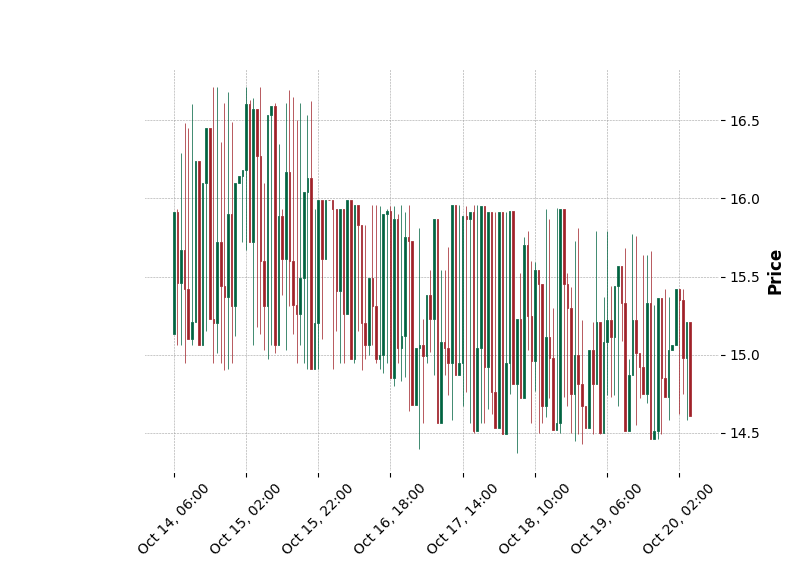 16.5
16.0
15.5
15.0
14.5
Price
Oct 14, 06:00
Oct 15, 02:00
Oct 15, 22:00
Oct 16, 18:00
Oct 17, 14:00
Oct 18, 10:00
Oct 19, 06:00
Oct 20, 02:00